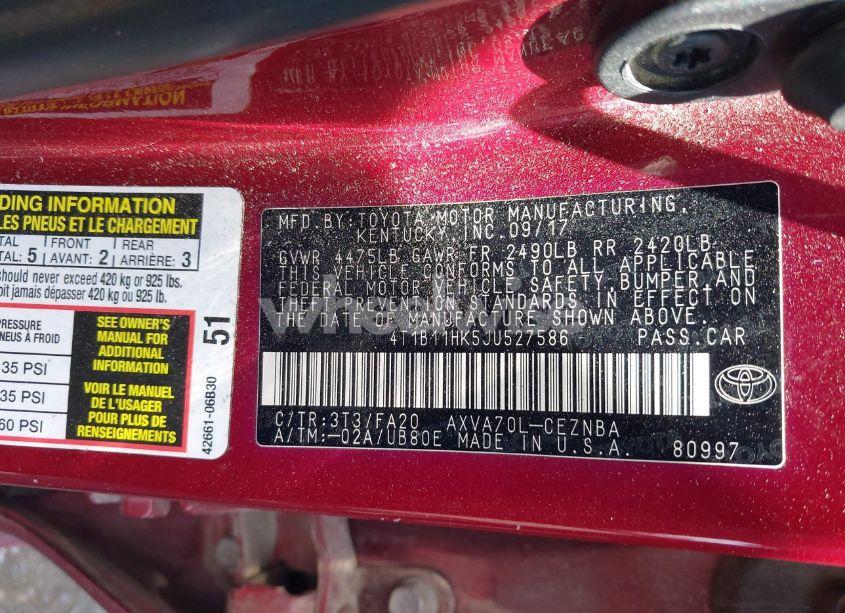 DING INFORMATION
LES PNEUS ET LE CHARGEMENT
TAL 5 FRONT 2 REAR 3
TAL: AVANT: ARRIÈRE:
should never exceed 420 kg or 925 lbs.
oit jamais dépasser 420 kg ou 925 lb.
PRESSURE
NEUS À FROID
35 PSI
35 PSI
60 PSI
SEE OWNER'S
MANUAL FOR
ADDITIONAL
INFORMATION
VOIR LE MANUEL
DE L'USAGER
POUR PLUS DE
RENSEIGNEMENTS
51
42661-06B30
MFD.BY:TOYOTA MOTOR MANUFACTURING,
KENTUCKY, INC.09/17
GVWR 4475LB GAWR FR 2490LB RR 2420LB
THIS VEHICLE CONFORMS TO ALL APPLICABLE
FEDERAL MOTOR VEHICLE SAFETY,BUMPER,AND
THEFT PREVENTION STANDARDS IN EFFECT ON
THE DATE OF MANUFACTURE SHOWN ABOVE.
4T1B11HK5JU527586 PASS.CAR
C/TR:3T3/FA20 AXVA70L-CEZNBA
A/TM:-02A/UB80E MADE IN U.S.A. 80997